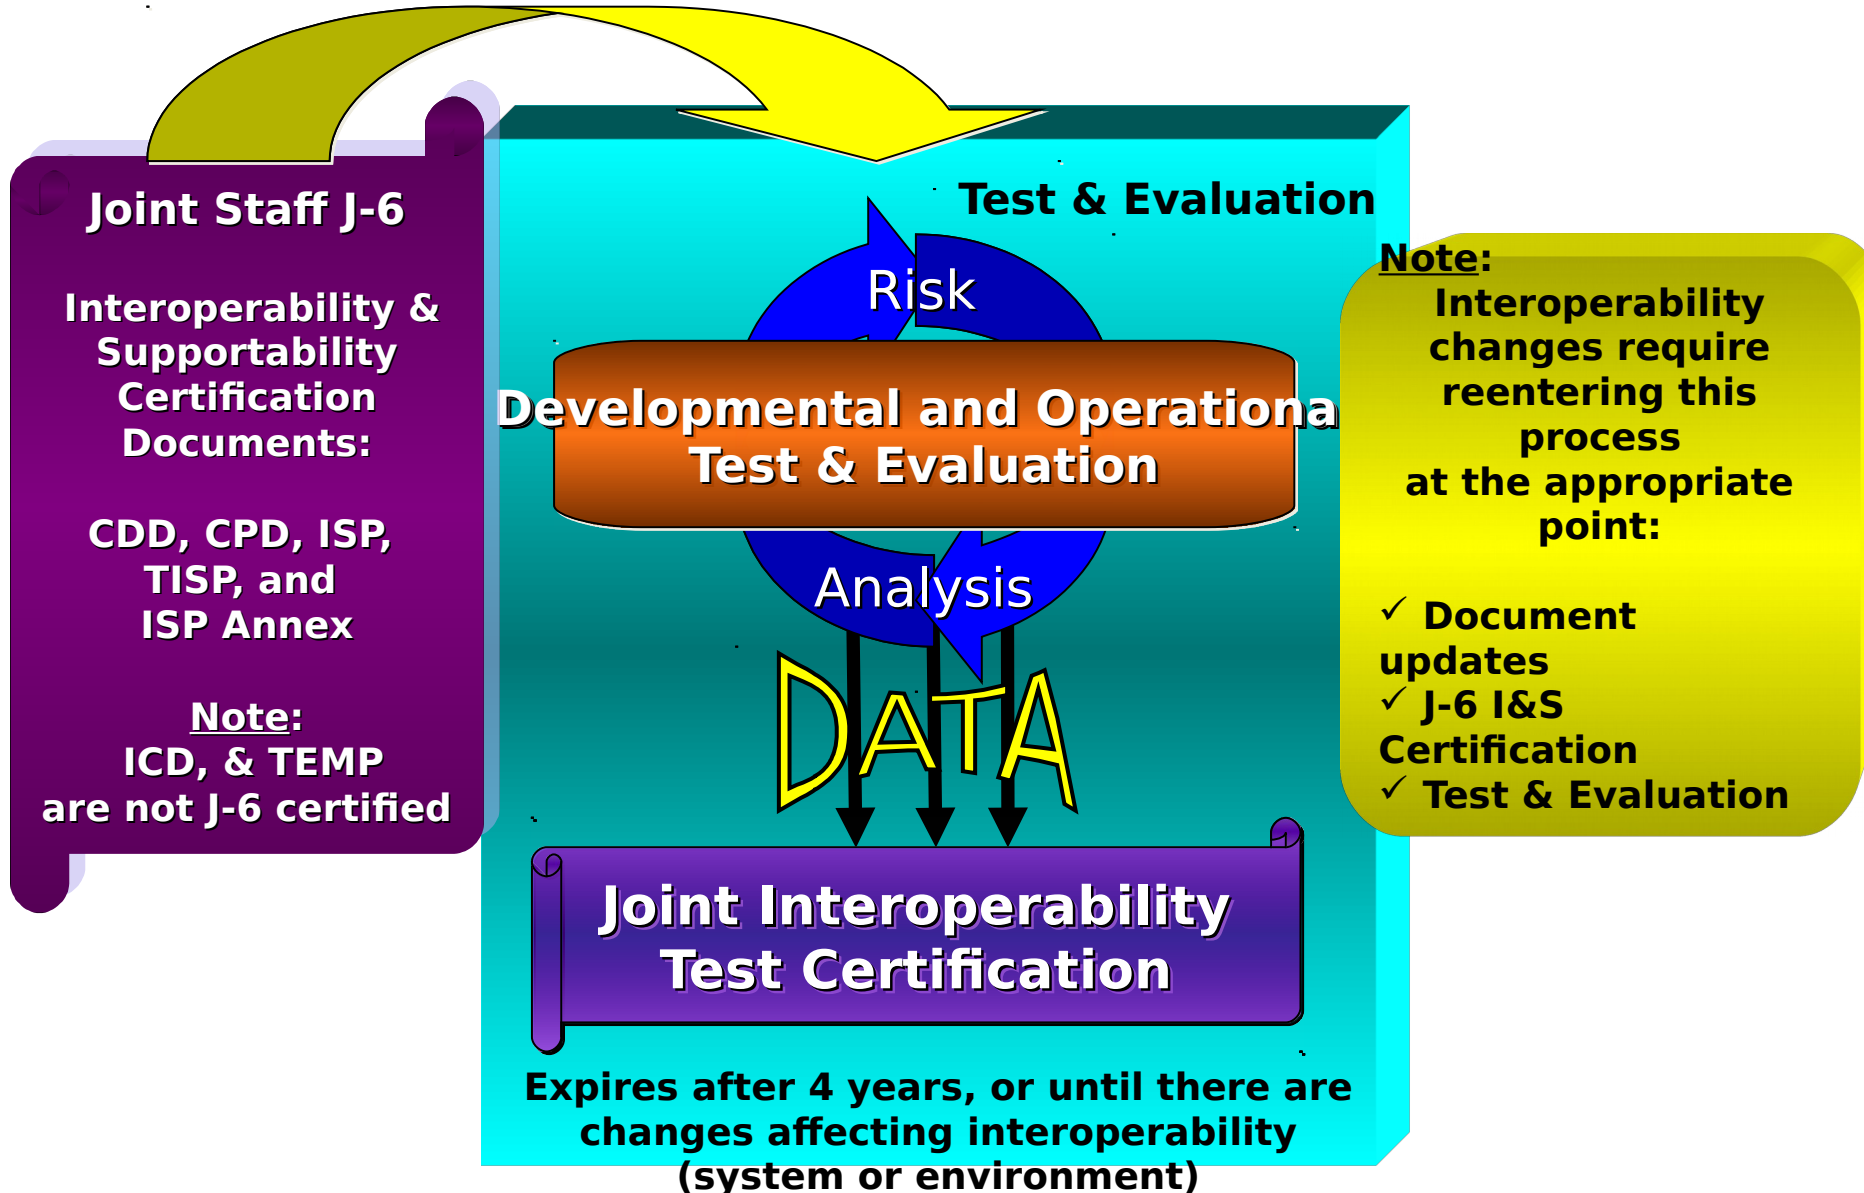 Joint Staff J-6
Interoperability &
Supportability
Certification
Documents:
CDD, CPD, ISP,
TISP, and
ISP Annex
Note:
ICD, & TEMP
are not J-6 certified
Test & Evaluation
Risk
Developmental and Operationa
Test & Evaluation
Analysis
DATA
Joint Interoperability
Test Certification
Expires after 4 years, or until there are
changes affecting interoperability
(system or environment)
Note:
Interoperability
changes require
reentering this
process
at the appropriate
point:
✓ Document
updates
✓ J-6 I&S
Certification
✓ Test & Evaluation